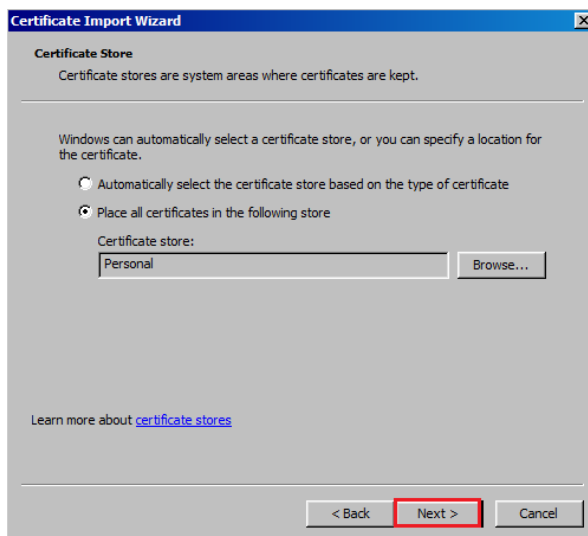 Certificate Import Wizard
Certificate Store
Certificate stores are system areas where certificates are kept.
Windows can automatically select a certificate store, or you can specify a location for
the certificate.
Automatically select the certificate store based on the type of certificate
Place all certificates in the following store
Certificate store:
Personal
Browse...
Learn more about certificate stores
< Back
Next >
Cancel